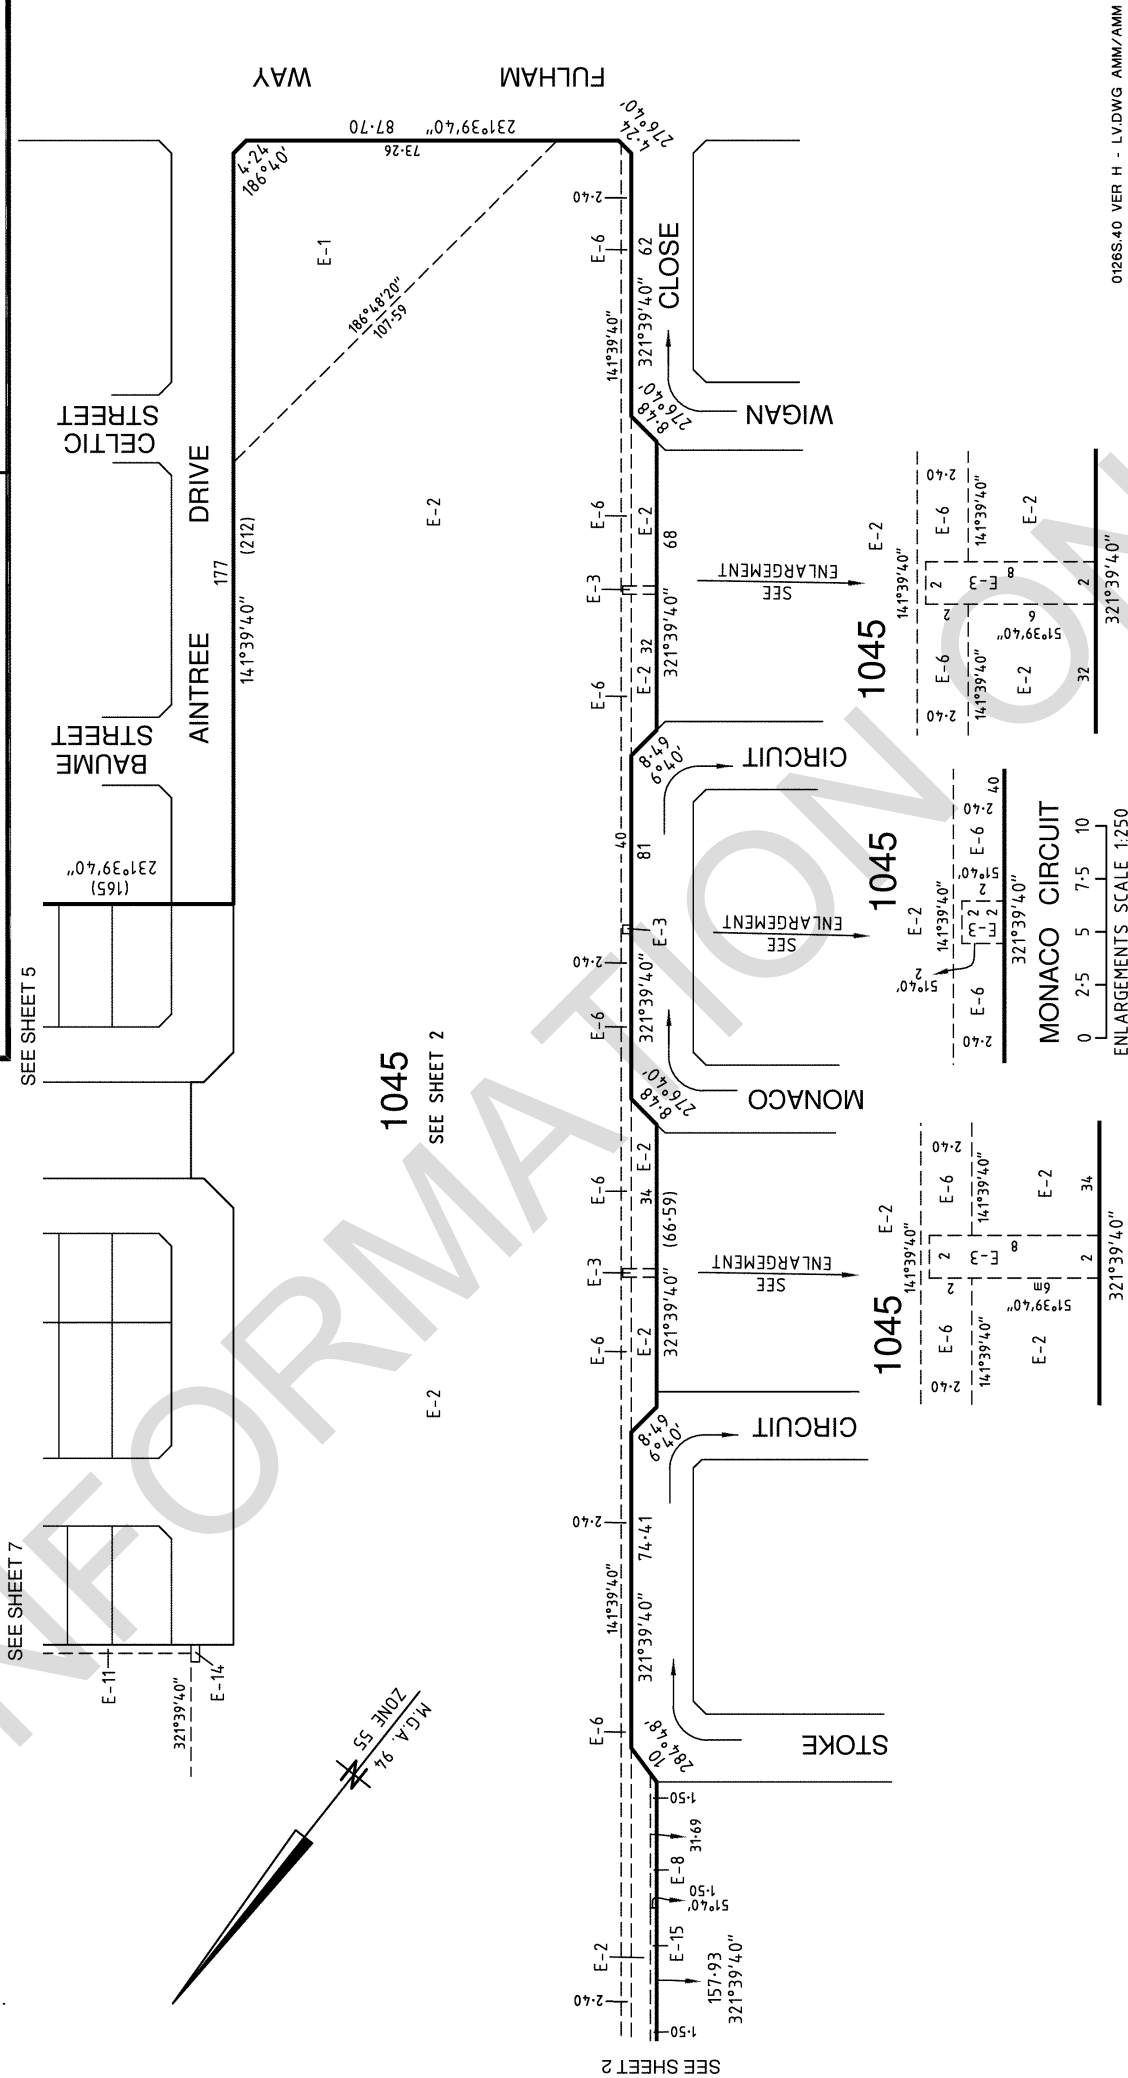 WAY
FULHAM
231°39'40" 87·70
73·26
4·24
186°40'
4·24
276°40'
E-1
186°48'20"
107·59
CELTIC
STREET
BAUME
STREET
AINTREE DRIVE
177
141°39'40" (212)
(165)
231°39'40"
SEE SHEET 5
SEE SHEET 7
E-2
1045
SEE SHEET 2
E-2
E-11
E-14
321°39'40"
M.G.A. 94
ZONE 55
2·40
E-6
62
141°39'40"
321°39'40"
CLOSE
WIGAN
8·48
276°40'
E-6
E-2
68
E-3
SEE
ENLARGEMENT
32
E-2
321°39'40"
E-6
8·49
6°40'
CIRCUIT
40
81
E-3
SEE
ENLARGEMENT
2·40
321°39'40"
E-6
8·48
276°40'
MONACO
E-6
E-2
34
(66·59)
E-3
SEE
ENLARGEMENT
E-6
E-2
321°39'40"
8·49
6°40'
CIRCUIT
2·40
74·41
141°39'40"
321°39'40"
E-6
10
284°48'
STOKE
1·50
31·69
E-8
1·50
51°40'
E-15
E-2
157·93
321°39'40"
2·40
1·50
SEE SHEET 2
1045
E-2
141°39'40"
2·40
E-6
141°39'40"
E-2
2
E-3
8
2
2
6
51°39'40"
E-6
2·40
141°39'40"
E-2
32
321°39'40"
1045
E-2
141°39'40"
2·40
40
E-6
51°40'
2
2
2
E-3
51°40'
2
E-6
2·40
321°39'40"
MONACO CIRCUIT
0 2·5 5 7·5 10
ENLARGEMENTS SCALE 1:250
1045
E-2
141°39'40"
2·40
E-6
141°39'40"
E-2
34
2
E-3
8
2
2
6m
51°39'40"
E-6
2·40
141°39'40"
E-2
321°39'40"
0126S.40 VER H - LV.DWG AMM/AMM
NFORMATION ON